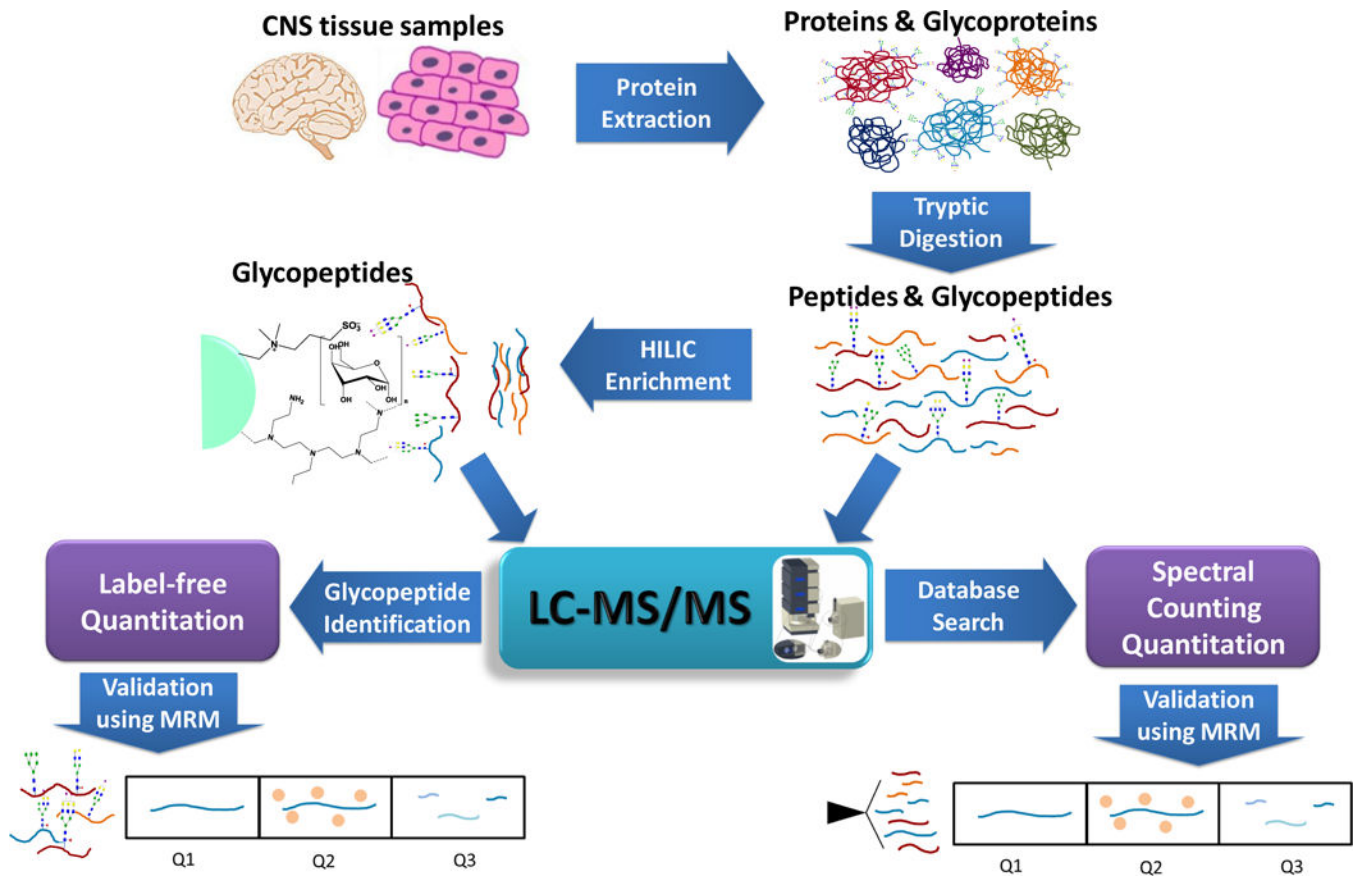 CNS tissue samples
Proteins & Glycoproteins
Protein
Extraction
Tryptic
Digestion
Glycopeptides
Peptides & Glycopeptides
HILIC
Enrichment
SO₃⁻
N
+
OH
OH
O
OH
OH
OH
n
NH₂
N
N
N
N
Label-free
Quantitation
Glycopeptide
Identification
LC-MS/MS
Database
Search
Spectral
Counting
Quantitation
Validation
using MRM
Validation
using MRM
Q1
Q2
Q3
Q1
Q2
Q3